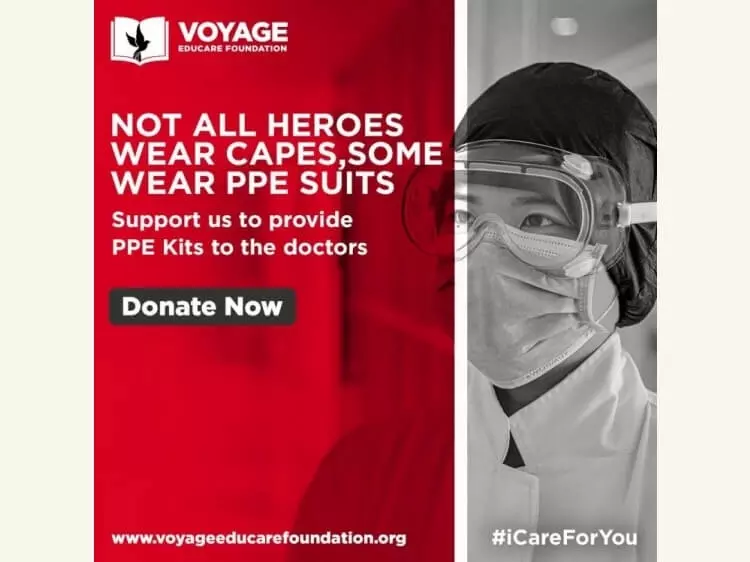 VOYAGE
EDUCARE FOUNDATION
NOT ALL HEROES
WEAR CAPES,SOME
WEAR PPE SUITS
Support us to provide
PPE Kits to the doctors
Donate Now
www.voyageeducarefoundation.org
#iCareForYou